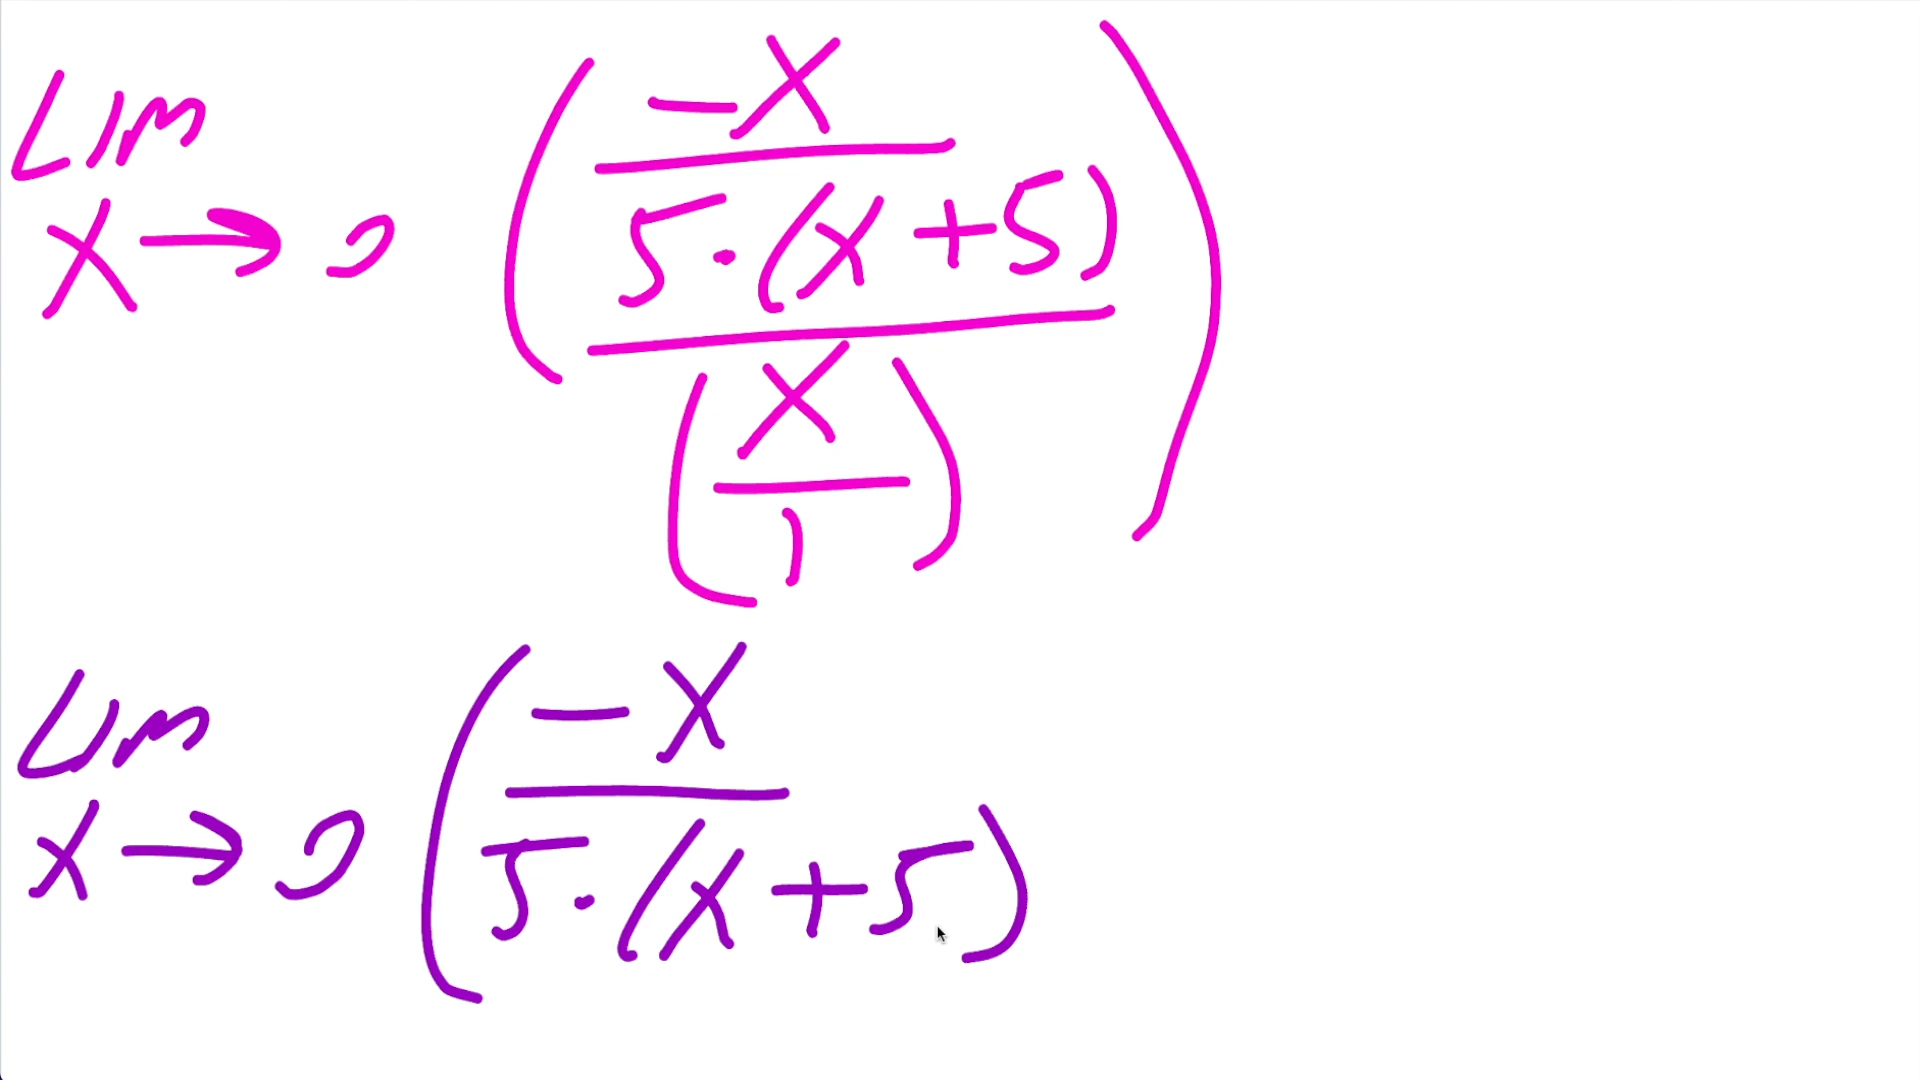 Lim
x → 0
( -x
5 · (x + 5)
( x
1 ) )
Lim
x → 0
( -x
5 · (x + 5)